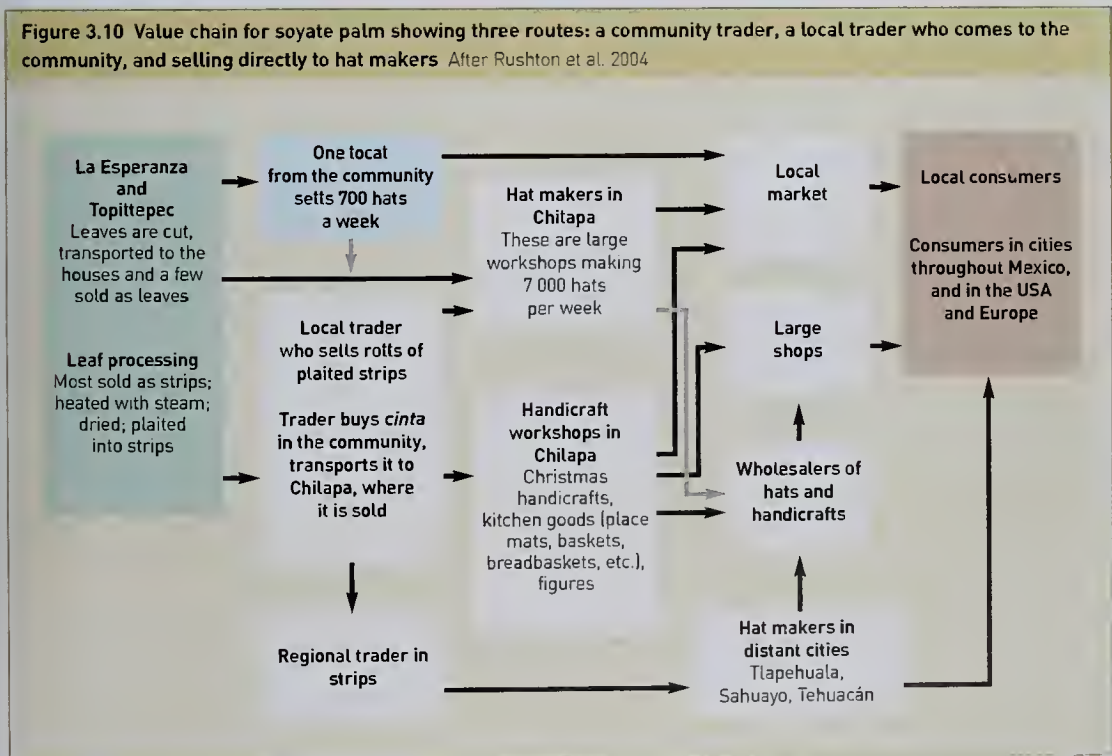 Figure 3.10 Value chain for soyate palm showing three routes: a community trader, a local trader who comes to the
community, and selling directly to hat makers After Rushton et al. 2004
La Esperanza
and
Topittepec
Leaves are cut,
transported to the
houses and a few
sold as leaves
Leaf processing
Most sold as strips;
heated with steam;
dried; plaited
into strips
One tocat
from the community
setts 700 hats
a week
Local trader
who sells rotts of
plaited strips
Trader buys cinta
in the community,
transports it to
Chilapa, where
it is sold
Regional trader in
strips
Hat makers in
Chitapa
These are large
workshops making
7 000 hats
per week
Handicraft
workshops in
Chilapa
Christmas
handicrafts,
kitchen goods (place
mats, baskets,
breadbaskets, etc.),
figures
Local
market
Large
shops
Wholesalers of
hats and
handicrafts
Hat makers in
distant cities
Tlapehuala,
Sahuayo, Tehuacán
Local consumers
Consumers in cities
throughout Mexico,
and in the USA
and Europe